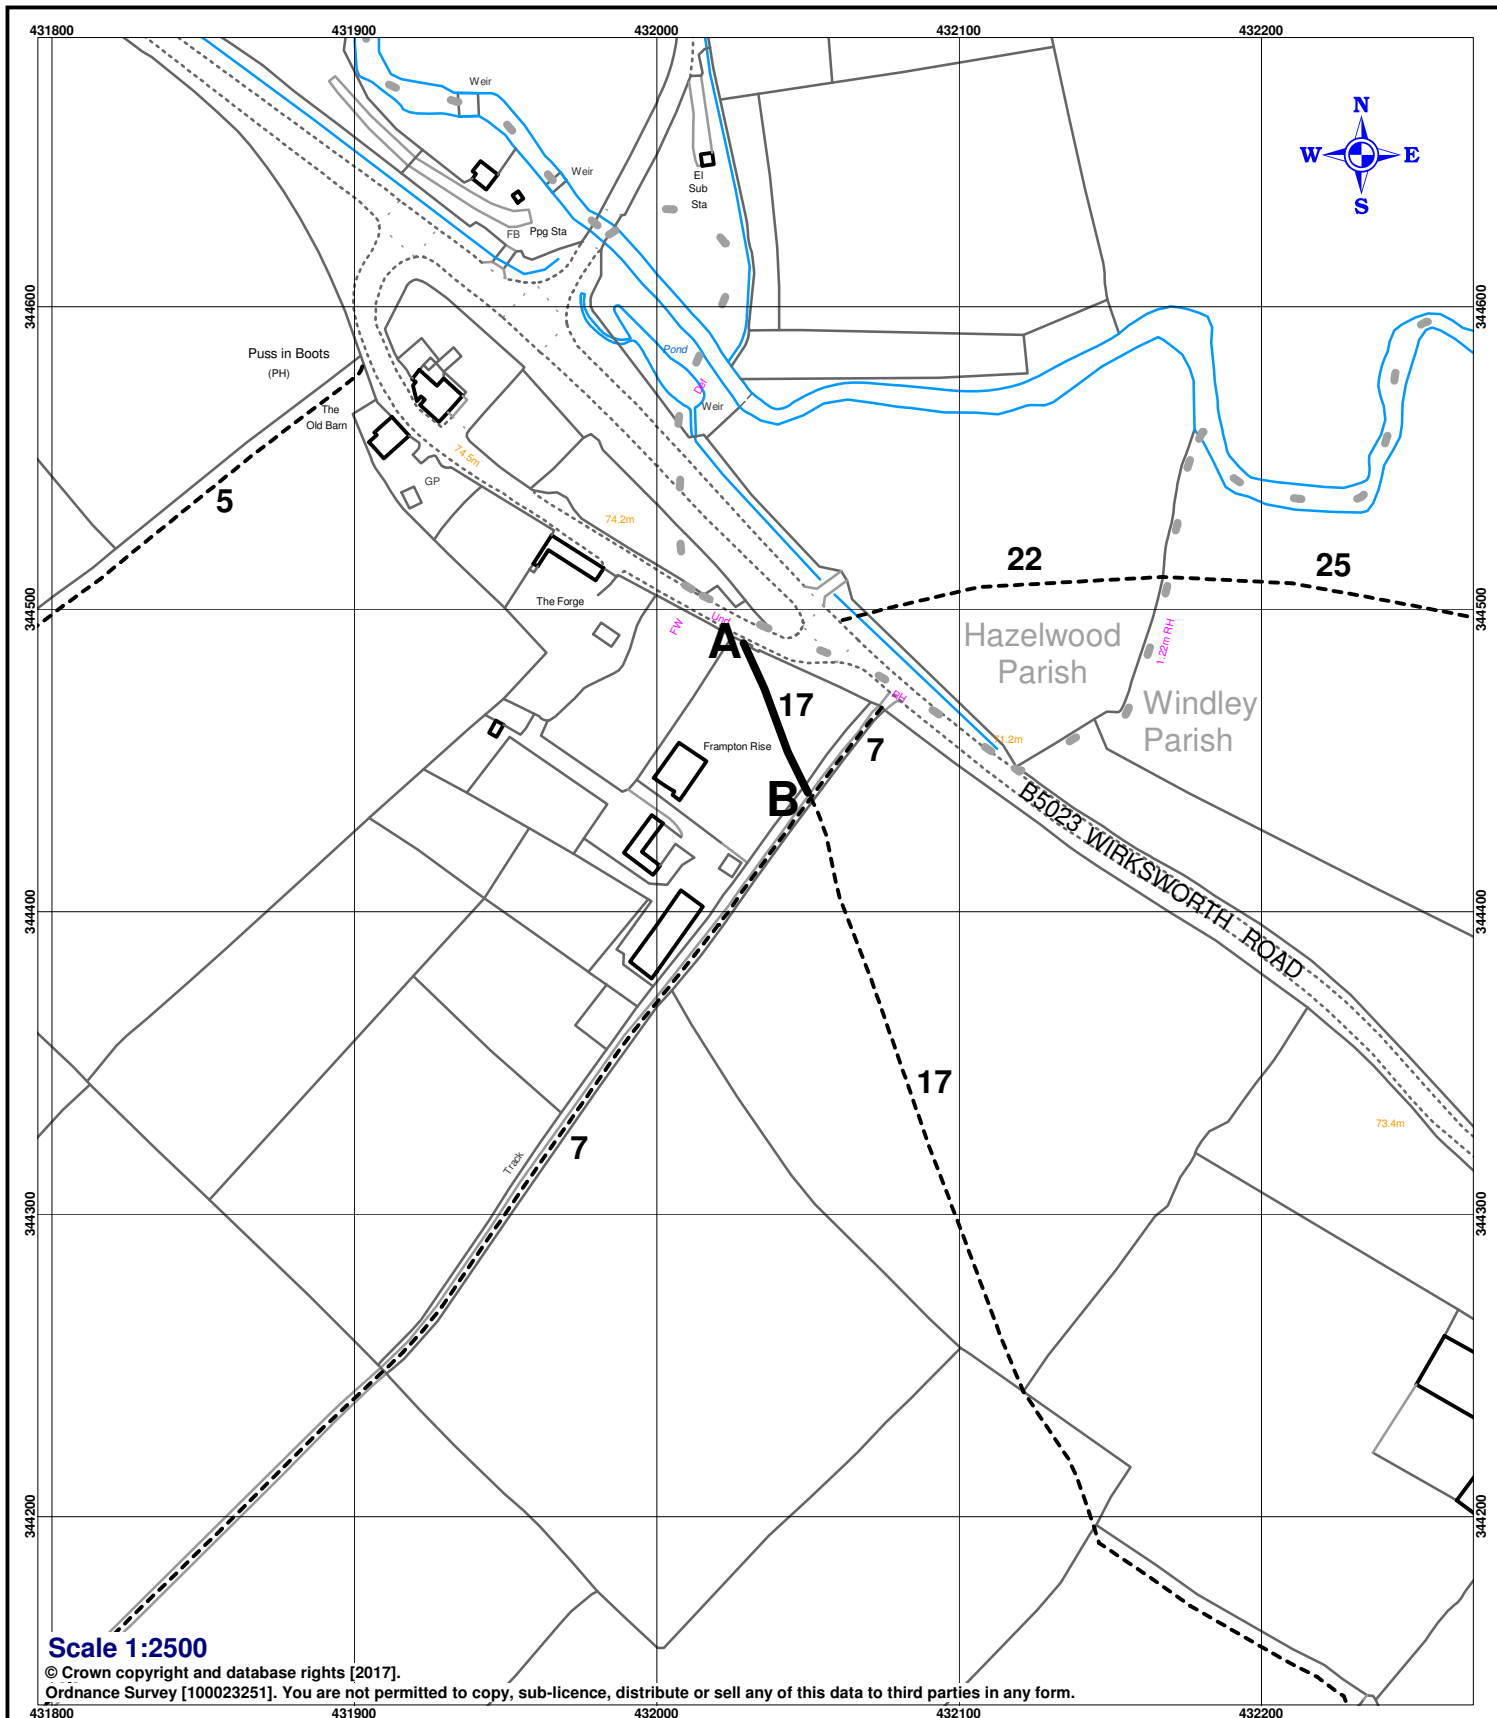 431800
431900
432000
432100
432200
Weir
N
W E
S
Weir
El
Sub
Sta
FB
Ppg Sta
344600
344600
Pond
Puss in Boots
(PH)
Def
Weir
The
Old Barn
74.5m
GP
5
74.2m
22
25
The Forge
344500
344500
FW
Und
A
Hazelwood
Parish
1.22m RH
RH
17
Windley
Parish
Frampton Rise
7
71.2m
B
B5023 WIRKSWORTH ROAD
344400
344400
17
73.4m
7
Track
344300
344300
344200
344200
Scale 1:2500
© Crown copyright and database rights [2017].
Ordnance Survey [100023251]. You are not permitted to copy, sub-licence, distribute or sell any of this data to third parties in any form.
431800
431900
432000
432100
432200